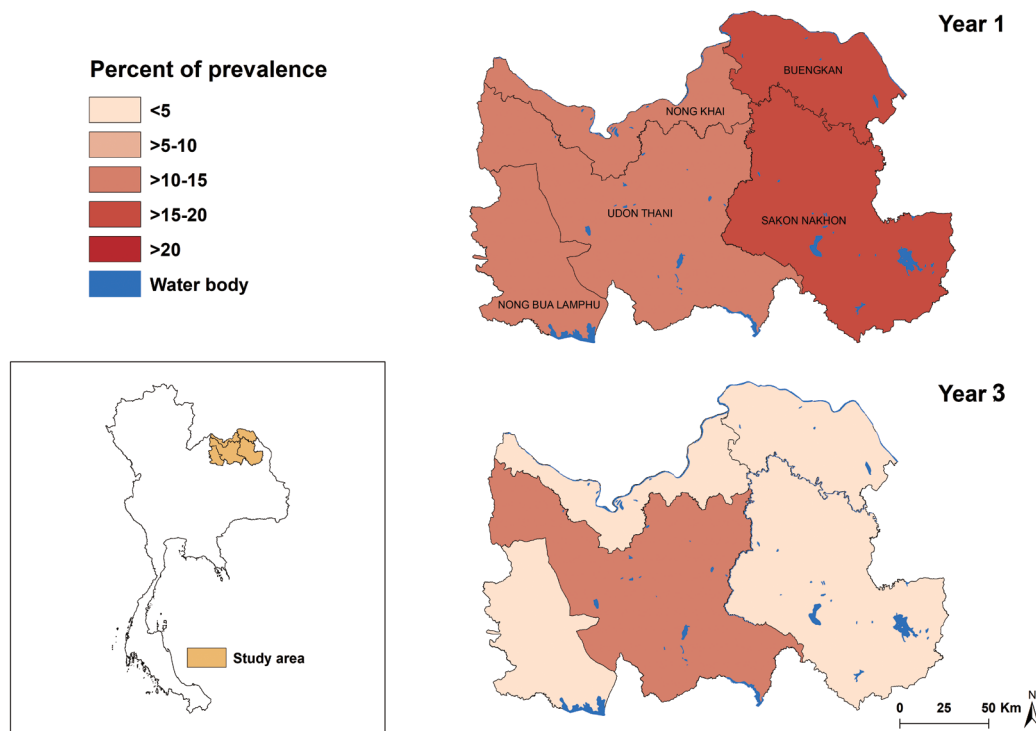 Year 1
Percent of prevalence
<5
>5-10
>10-15
>15-20
>20
Water body
BUENGKAN
NONG KHAI
UDON THANI
SAKON NAKHON
NONG BUA LAMPHU
Year 3
Study area
0 25 50 Km
N